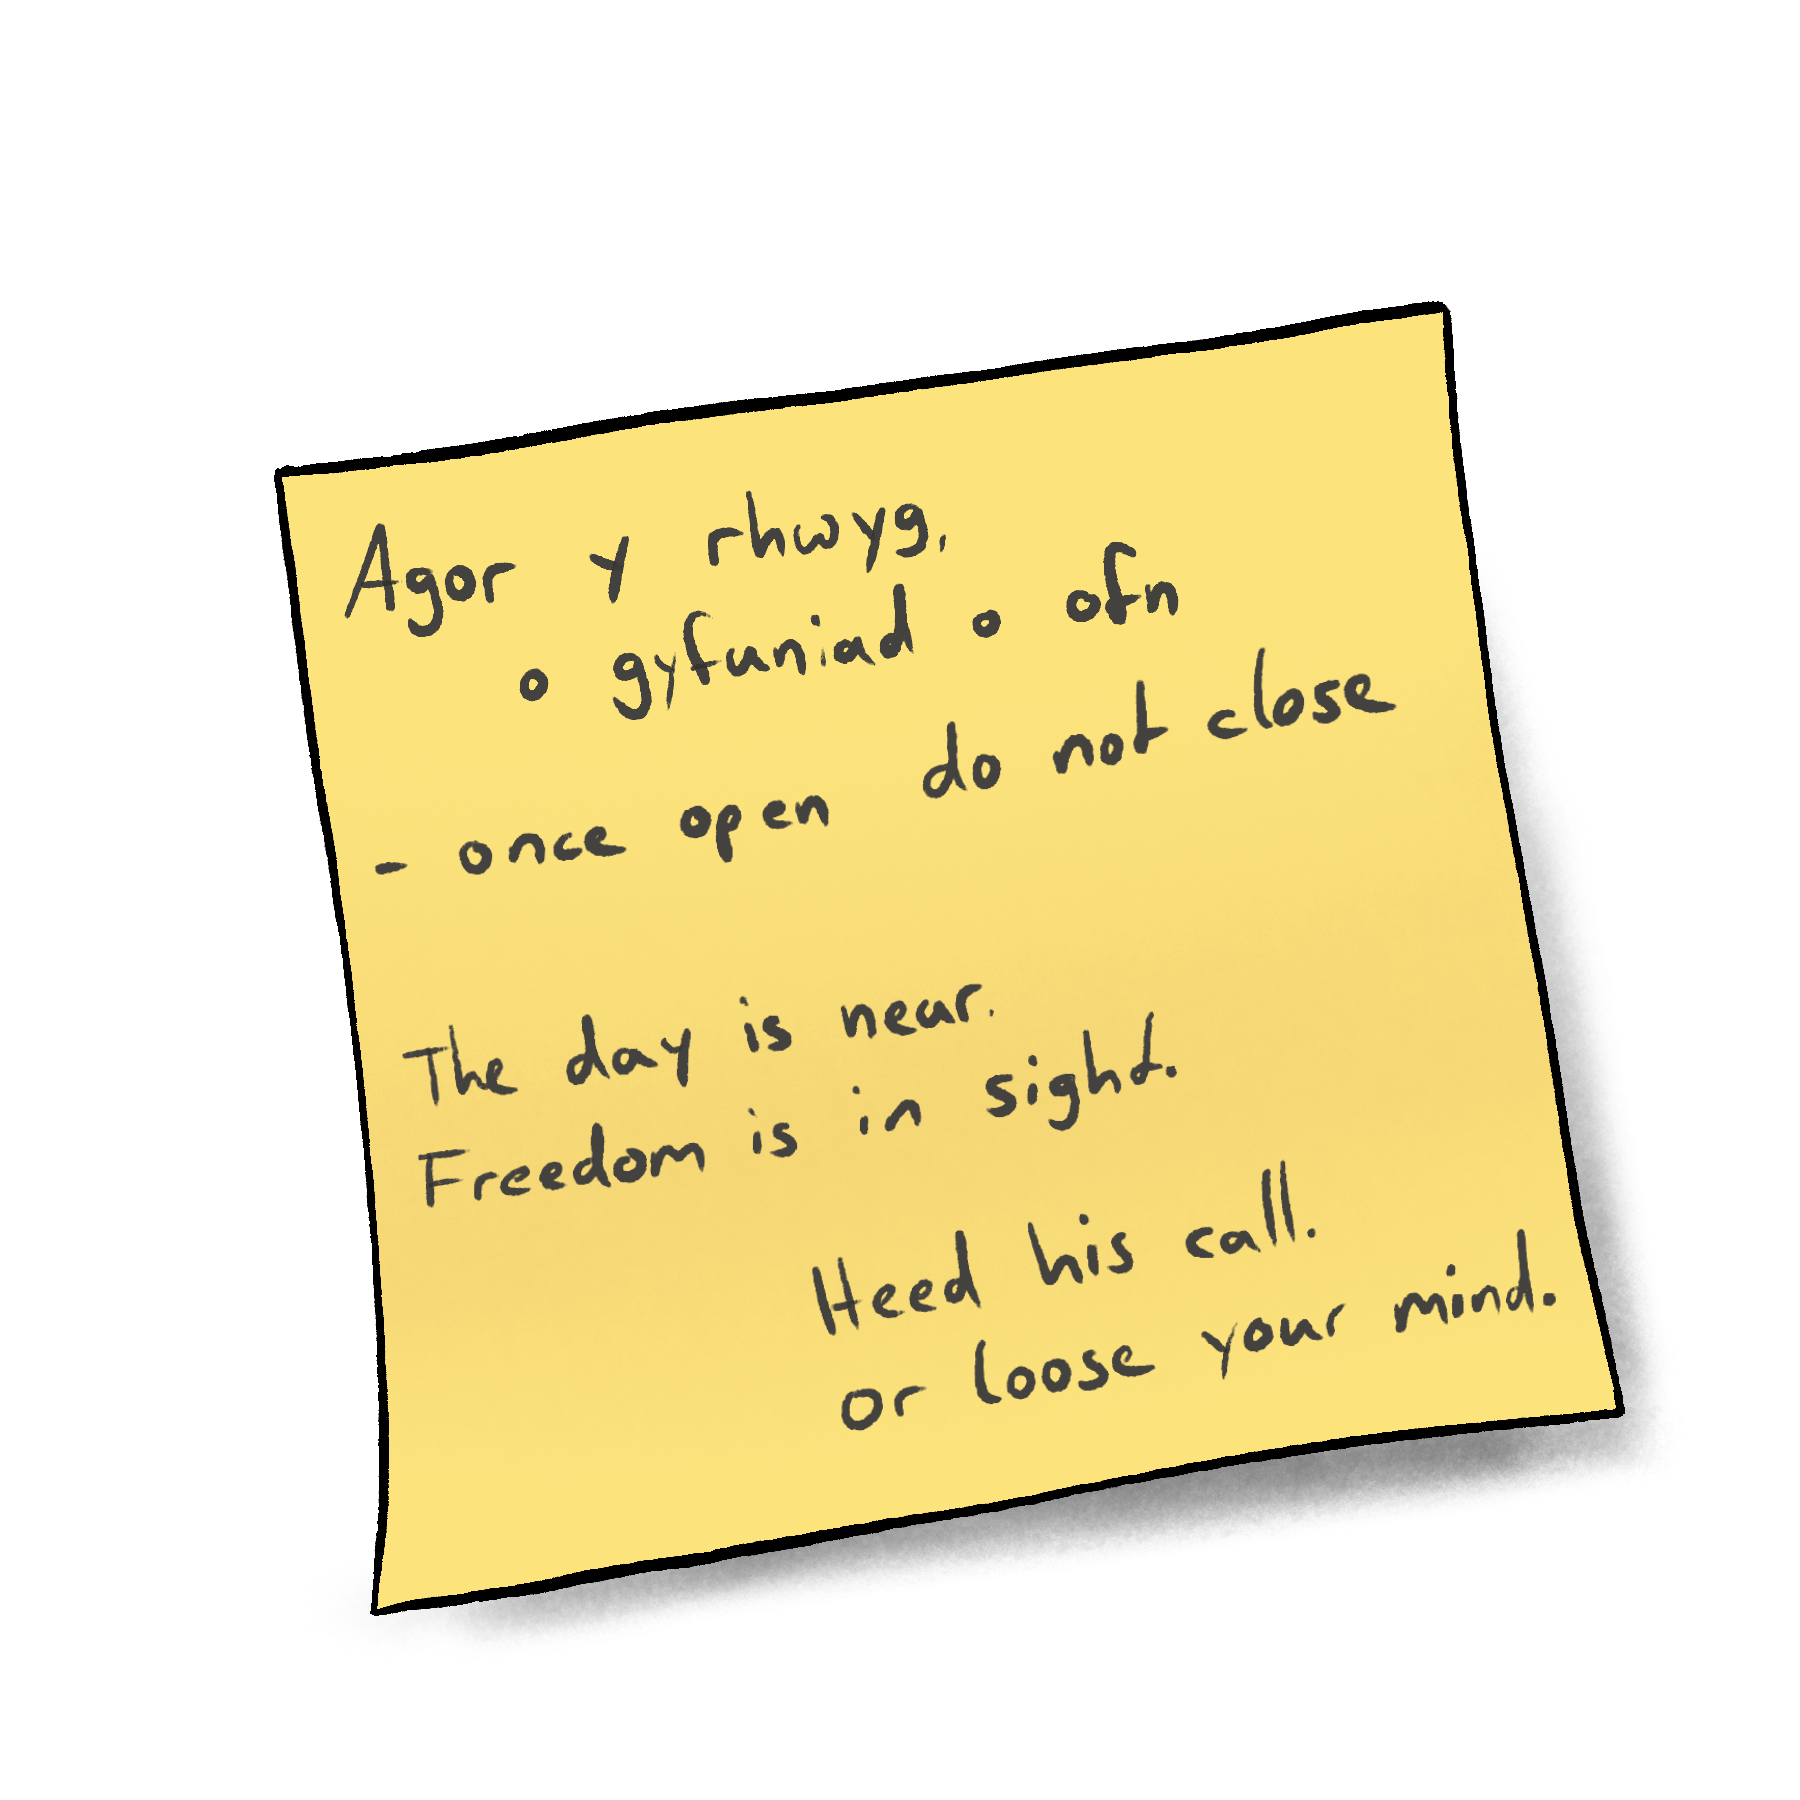 Agor y rhwyg,
o gyfuniad o ofn
- once open do not close
The day is near.
Freedom is in sight.
Heed his call.
or loose your mind.